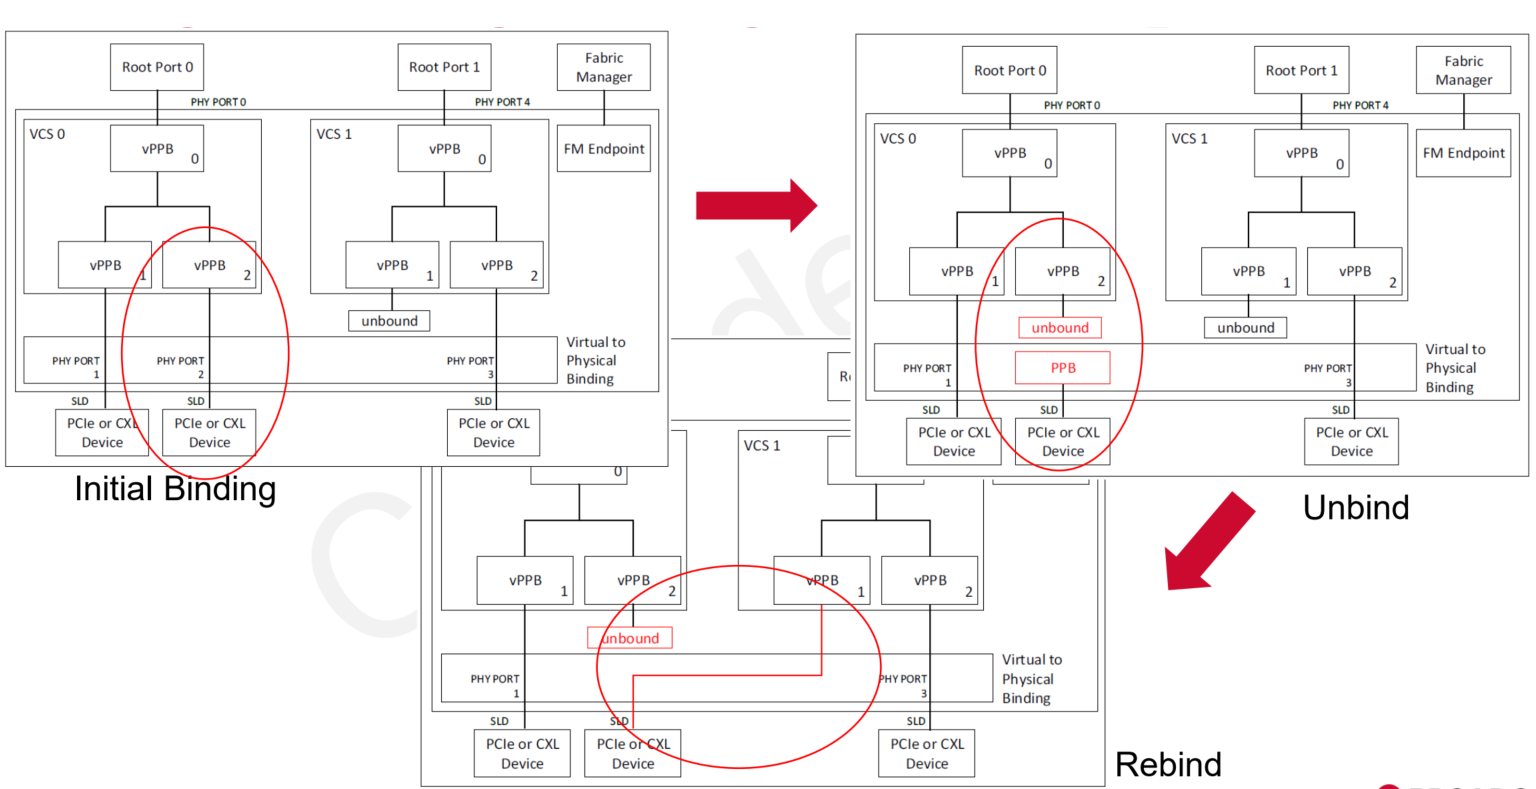 Root Port 0
Root Port 1
Fabric
Manager
PHY PORT 0
PHY PORT 4
VCS 0
vPPB
0
VCS 1
vPPB
0
FM Endpoint
vPPB
1
vPPB
2
vPPB
1
vPPB
2
unbound
PHY PORT
1
PHY PORT
2
PHY PORT
3
Virtual to
Physical
Binding
SLD
SLD
SLD
PCIe or CXL
Device
PCIe or CXL
Device
PCIe or CXL
Device
Initial Binding
Root Port 0
Root Port 1
Fabric
Manager
PHY PORT 0
PHY PORT 4
VCS 0
vPPB
0
VCS 1
vPPB
0
FM Endpoint
vPPB
1
vPPB
2
vPPB
1
vPPB
2
unbound
unbound
PHY PORT
1
PPB
PHY PORT
3
Virtual to
Physical
Binding
SLD
SLD
SLD
PCIe or CXL
Device
PCIe or CXL
Device
PCIe or CXL
Device
Unbind
VCS 1
0
vPPB
1
vPPB
2
vPPB
1
vPPB
2
unbound
PHY PORT
1
PHY PORT
3
Virtual to
Physical
Binding
SLD
SLD
SLD
PCIe or CXL
Device
PCIe or CXL
Device
PCIe or CXL
Device
Rebind